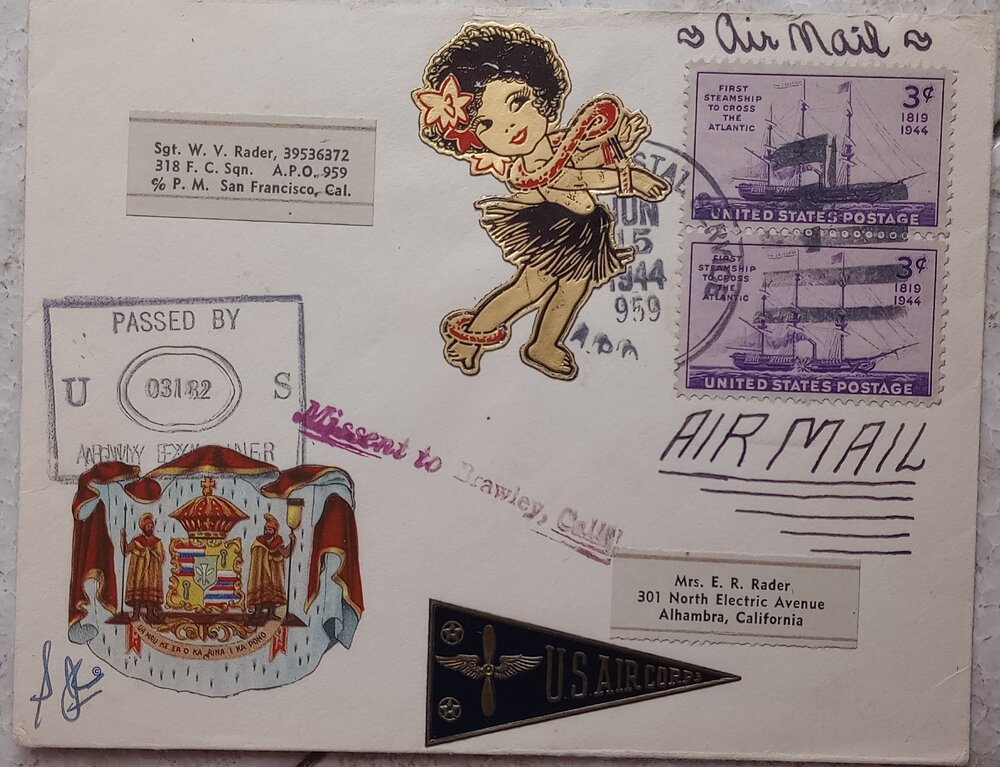 Air Mail
FIRST
STEAMSHIP
TO CROSS
THE
ATLANTIC
3¢
1819
1944
UNITED STATES POSTAGE
Sgt. W. V. Rader, 39536372
318 F. C. Sqn. A.P.O. 959
% P. M. San Francisco, Cal.
JUN
15
1944
959
FIRST
STEAMSHIP
TO CROSS
THE
ATLANTIC
3¢
1819
1944
UNITED STATES POSTAGE
PASSED BY
U 03182 S
ARMY EXAMINER
Missent to Brawley, Calif
AIR MAIL
Mrs. E. R. Rader
301 North Electric Avenue
Alhambra, California
UA MAU KE EA O KA AINA I KA PONO
U.S. AIR CORPS